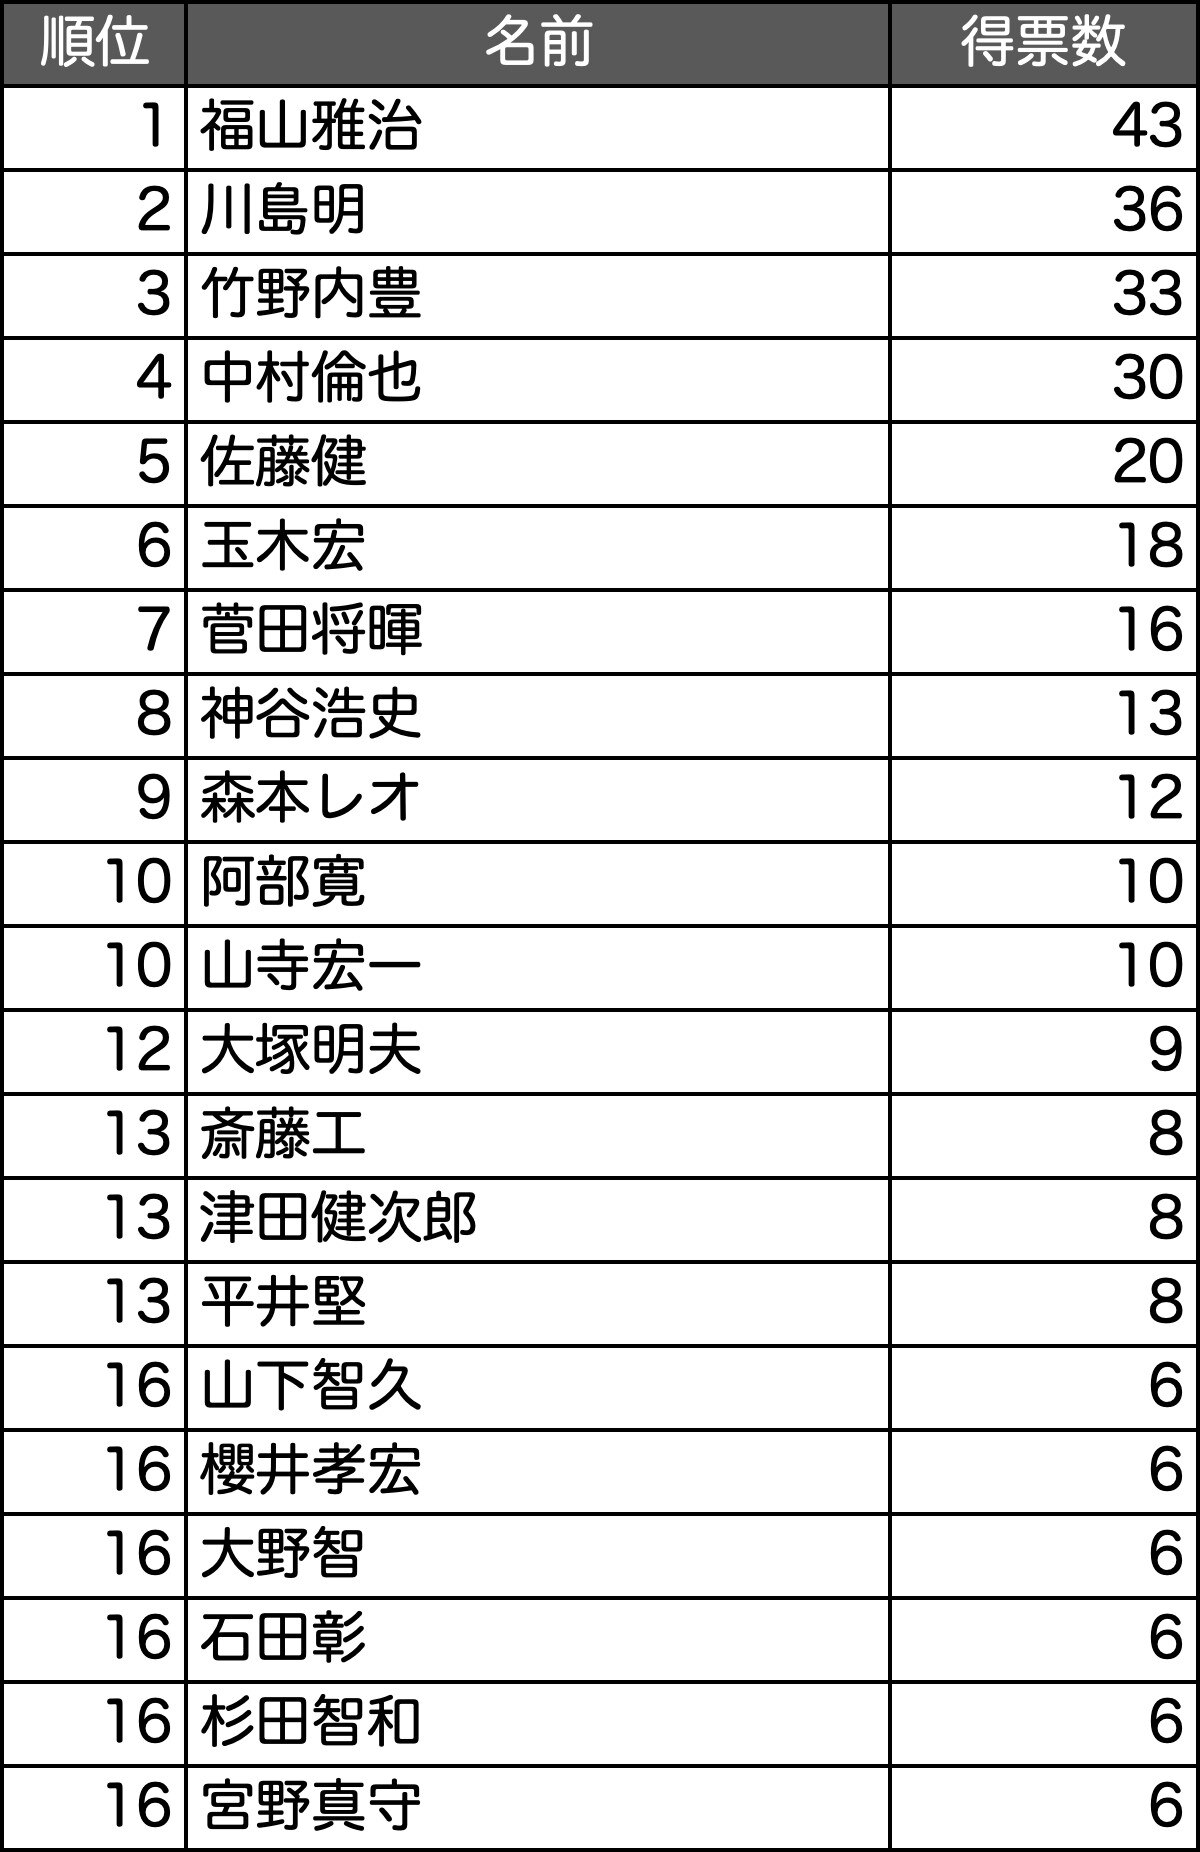 順位 名前 得票数
1 福山雅治 43
2 川島明 36
3 竹野内豊 33
4 中村倫也 30
5 佐藤健 20
6 玉木宏 18
7 菅田将暉 16
8 神谷浩史 13
9 森本レオ 12
10 阿部寛 10
10 山寺宏一 10
12 大塚明夫 9
13 斎藤工 8
13 津田健次郎 8
13 平井堅 8
16 山下智久 6
16 櫻井孝宏 6
16 大野智 6
16 石田彰 6
16 杉田智和 6
16 宮野真守 6